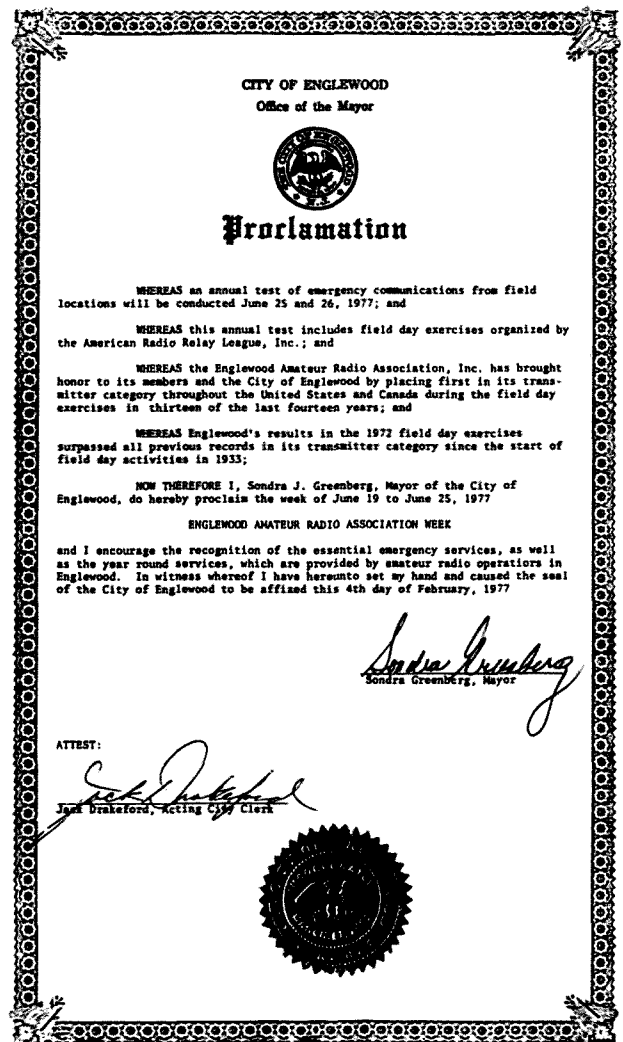 CITY OF ENGLEWOOD
Office of the Mayor
THE CITY OF ENGLEWOOD
N.J.
Proclamation
WHEREAS an annual test of emergency communications from field
locations will be conducted June 25 and 26, 1977; and
WHEREAS this annual test includes field day exercises organized by
the American Radio Relay League, Inc.; and
WHEREAS the Englewood Amateur Radio Association, Inc. has brought
honor to its members and the City of Englewood by placing first in its trans-
mitter category throughout the United States and Canada during the field day
exercises in thirteen of the last fourteen years; and
WHEREAS Englewood's results in the 1972 field day exercises
surpassed all previous records in its transmitter category since the start of
field day activities in 1933;
NOW THEREFORE I, Sondra J. Greenberg, Mayor of the City of
Englewood, do hereby proclaim the week of June 19 to June 25, 1977
ENGLEWOOD AMATEUR RADIO ASSOCIATION WEEK
and I encourage the recognition of the essential emergency services, as well
as the year round services, which are provided by amateur radio operatiors in
Englewood. In witness whereof I have hereunto set my hand and caused the seal
of the City of Englewood to be affixed this 4th day of February, 1977
Sondra Greenberg
Sondra Greenberg, Mayor
ATTEST:
Jack Drakeford
Jack Drakeford, Acting City Clerk